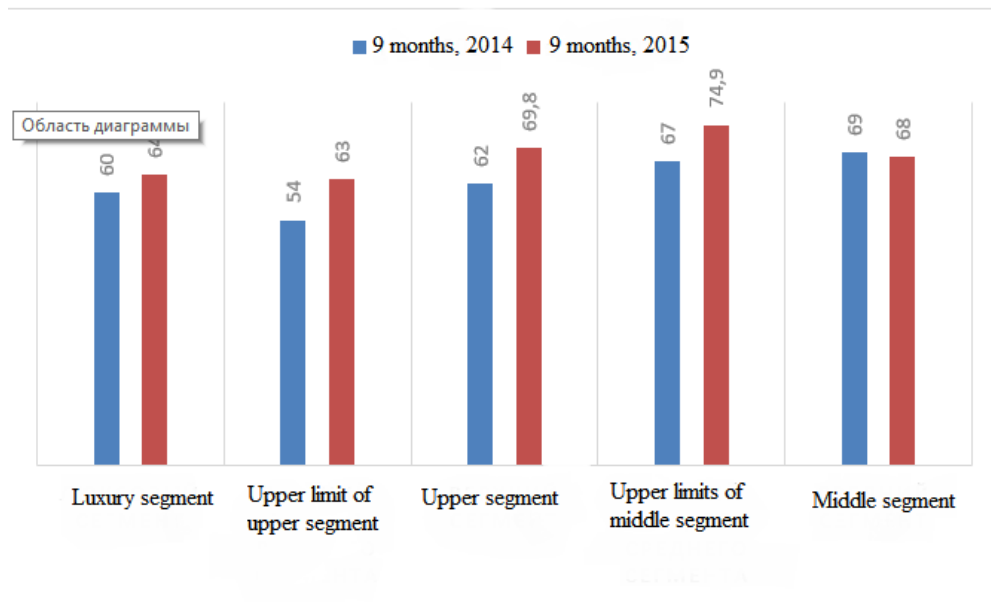 9 months, 2014 9 months, 2015
Область диаграммы
60
64
54
63
62
69,8
67
74,9
69
68
Luxury segment
Upper limit of
upper segment
Upper segment
Upper limits of
middle segment
Middle segment